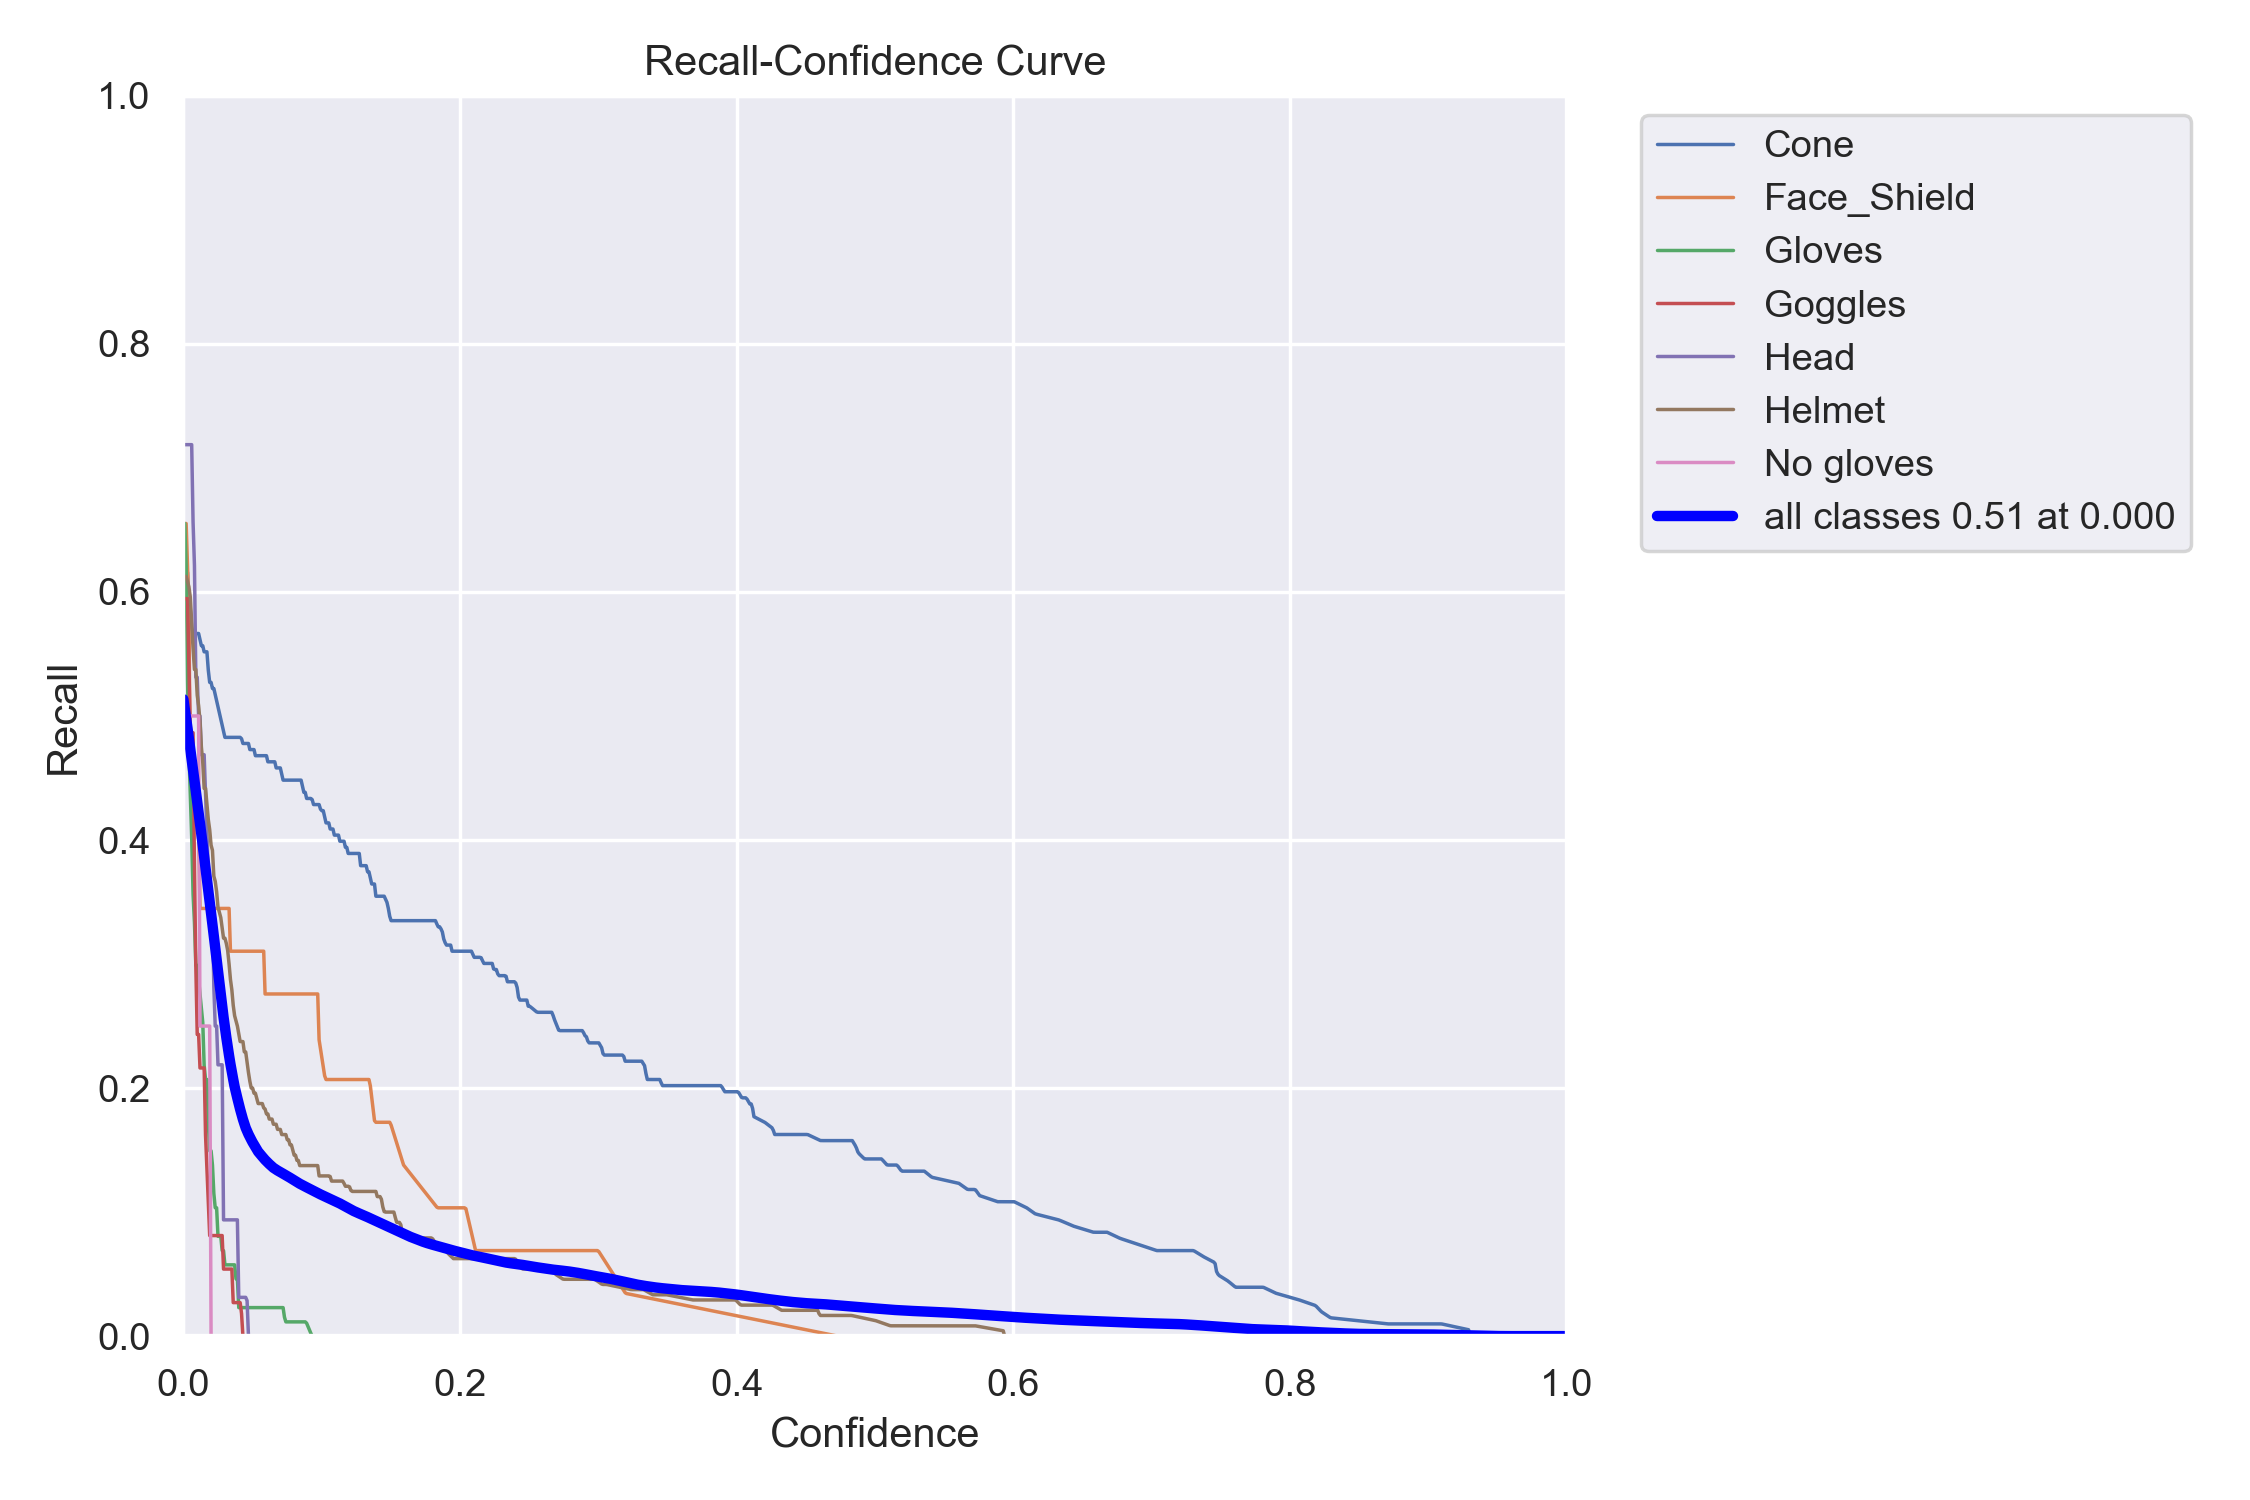 Recall-Confidence Curve
1.0
0.8
0.6
0.4
0.2
0.0
Recall
0.0 0.2 0.4 0.6 0.8 1.0
Confidence
Cone
Face_Shield
Gloves
Goggles
Head
Helmet
No gloves
all classes 0.51 at 0.000